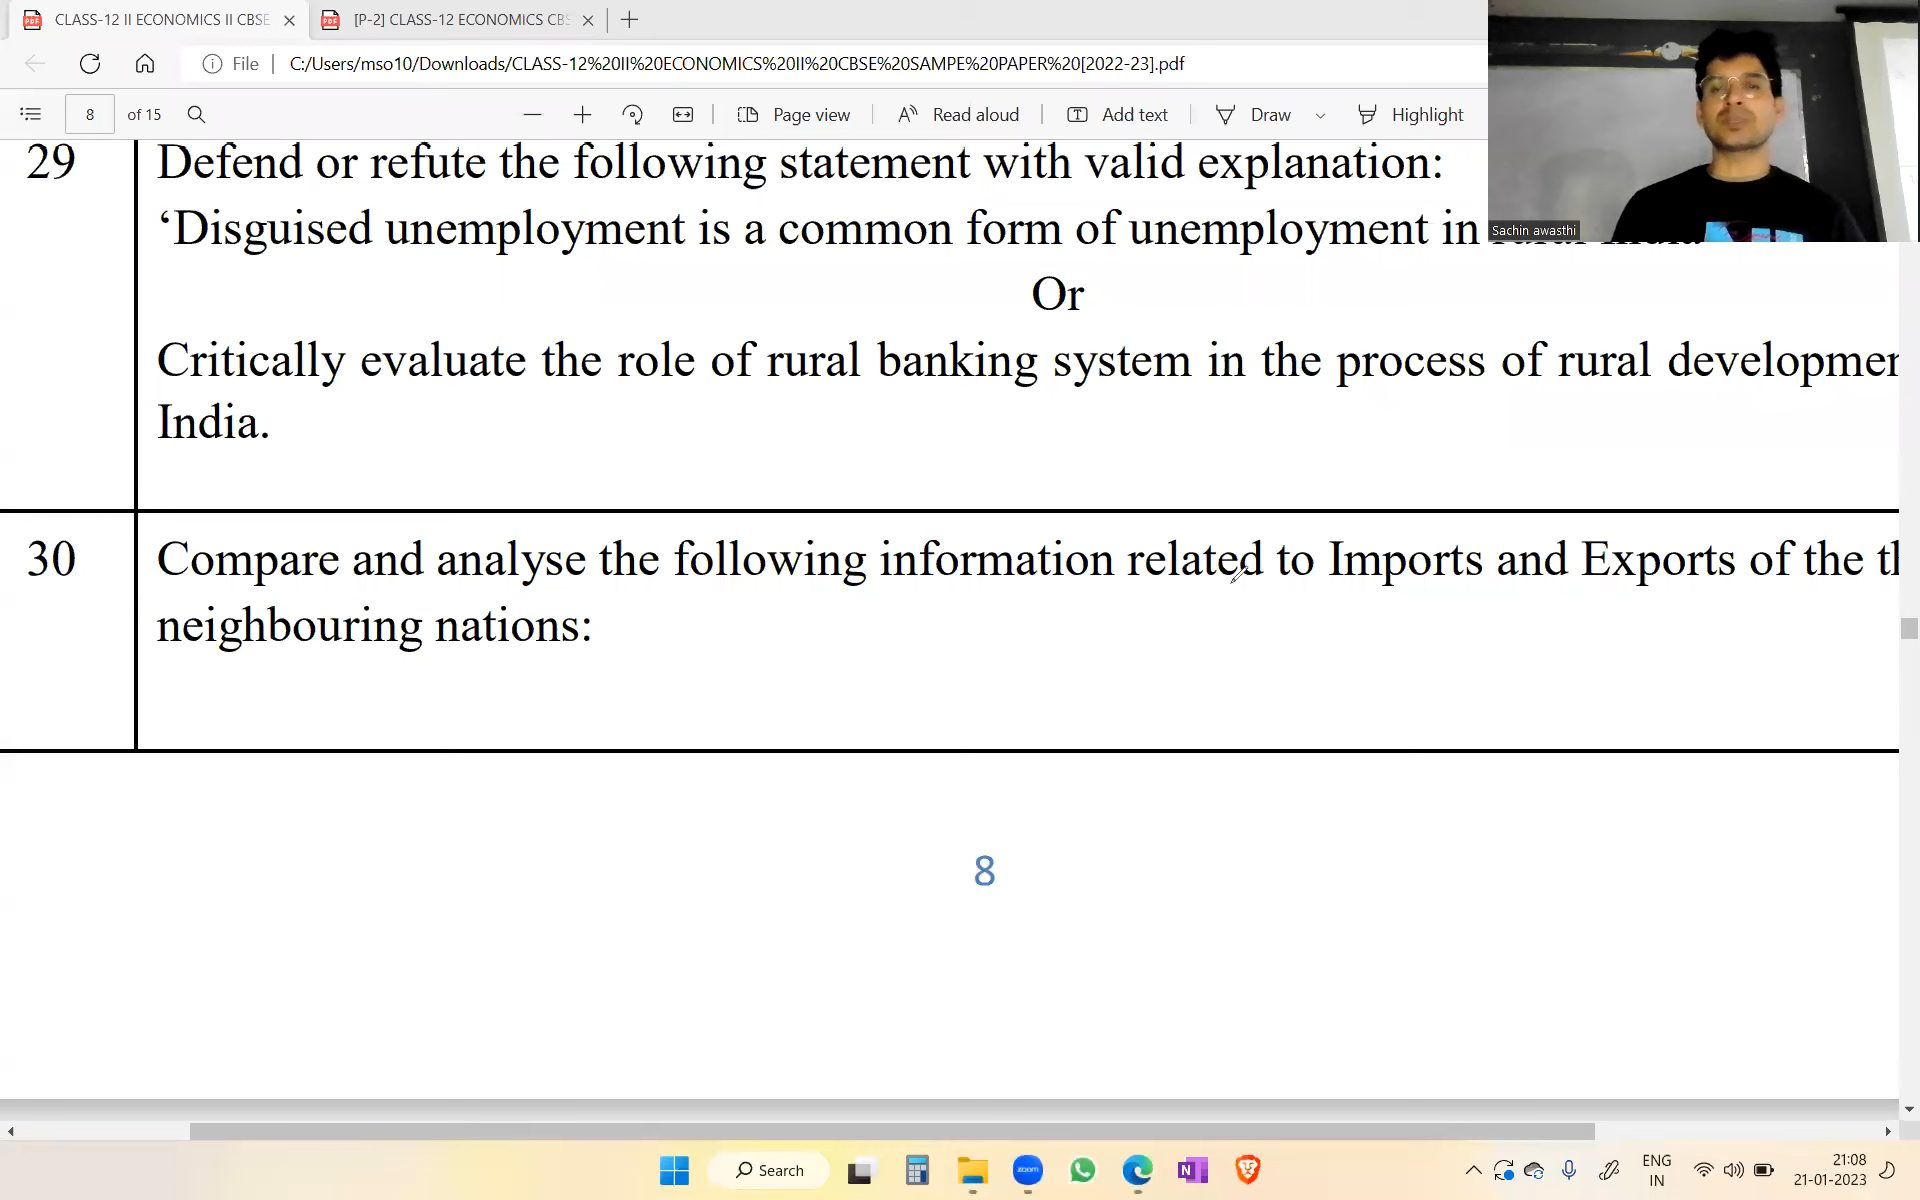 CLASS-12 II ECONOMICS II CBSE
[P-2] CLASS-12 ECONOMICS CBS
File
C:/Users/mso10/Downloads/CLASS-12%20II%20ECONOMICS%20II%20CBSE%20SAMPE%20PAPER%20[2022-23].pdf
8 of 15
Page view
Read aloud
Add text
Draw
Highlight
Sachin awasthi
29 Defend or refute the following statement with valid explanation:
‘Disguised unemployment is a common form of unemployment in rural India
Or
Critically evaluate the role of rural banking system in the process of rural developmen
India.
30 Compare and analyse the following information related to Imports and Exports of the th
neighbouring nations:
8
Search
zoom
ENG
IN
21:08
21-01-2023